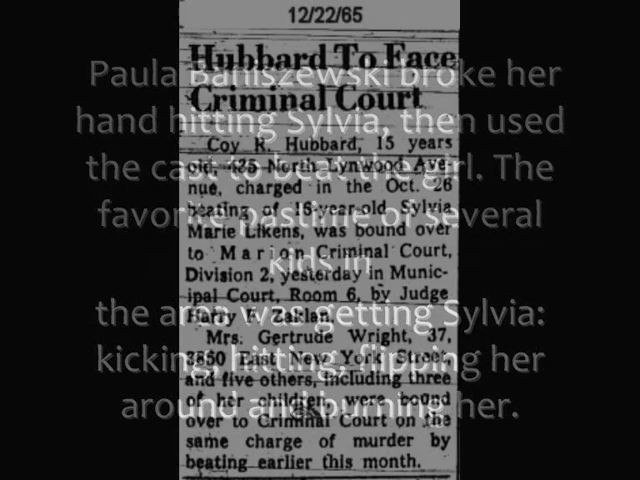 12/22/65
Hubbard To Face
Criminal Court
Coy R. Hubbard, 15 years
old, 435 North Lynwood Ave-
nue, charged in the Oct. 26
beating of 16-year-old Sylvia
Marie Likens, was bound over
to Marion Criminal Court,
Division 2, yesterday in Munic-
ipal Court, Room 6, by Judge
Harry F. Zaklan.
Mrs. Gertrude Wright, 37,
3850 East New York Street,
and five others, including three
of her children, were bound
over to Criminal Court on the
same charge of murder by
beating earlier this month.
Paula Baniszewski broke her
hand hitting Sylvia, then used
the cast to beat the girl. The
favorite pastime of several
kids in
the area was getting Sylvia:
kicking, hitting, flipping her
around and burning her.